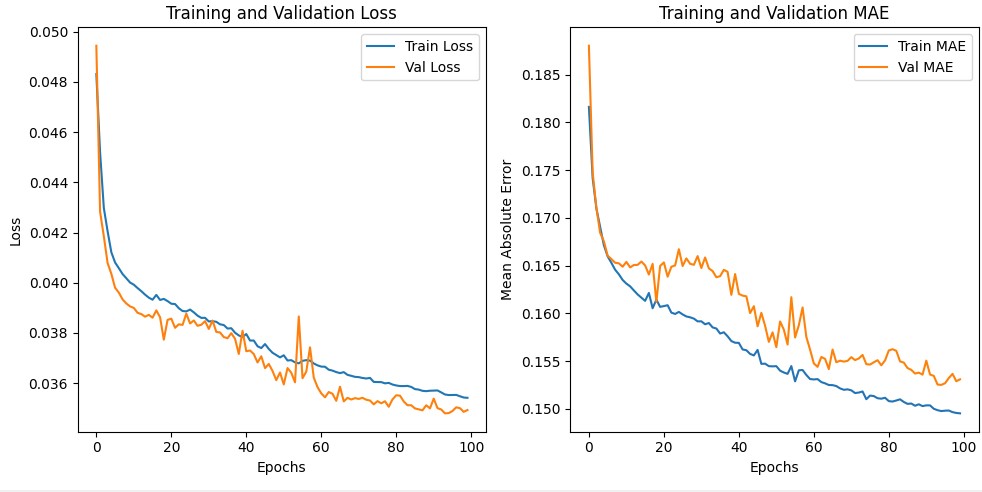 Training and Validation Loss
Training and Validation MAE
Train Loss
Val Loss
Train MAE
Val MAE
Loss
0.050
0.048
0.046
0.044
0.042
0.040
0.038
0.036
0
20
40
60
80
100
Epochs
Mean Absolute Error
0.185
0.180
0.175
0.170
0.165
0.160
0.155
0.150
0
20
40
60
80
100
Epochs